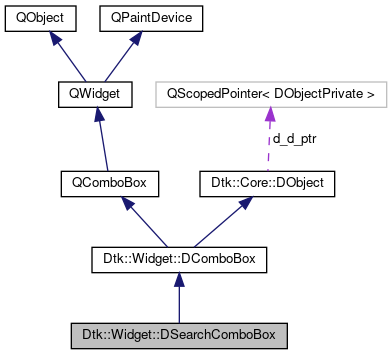 QObject
QPaintDevice
QWidget
QScopedPointer< DObjectPrivate >
d_d_ptr
QComboBox
Dtk::Core::DObject
Dtk::Widget::DComboBox
Dtk::Widget::DSearchComboBox